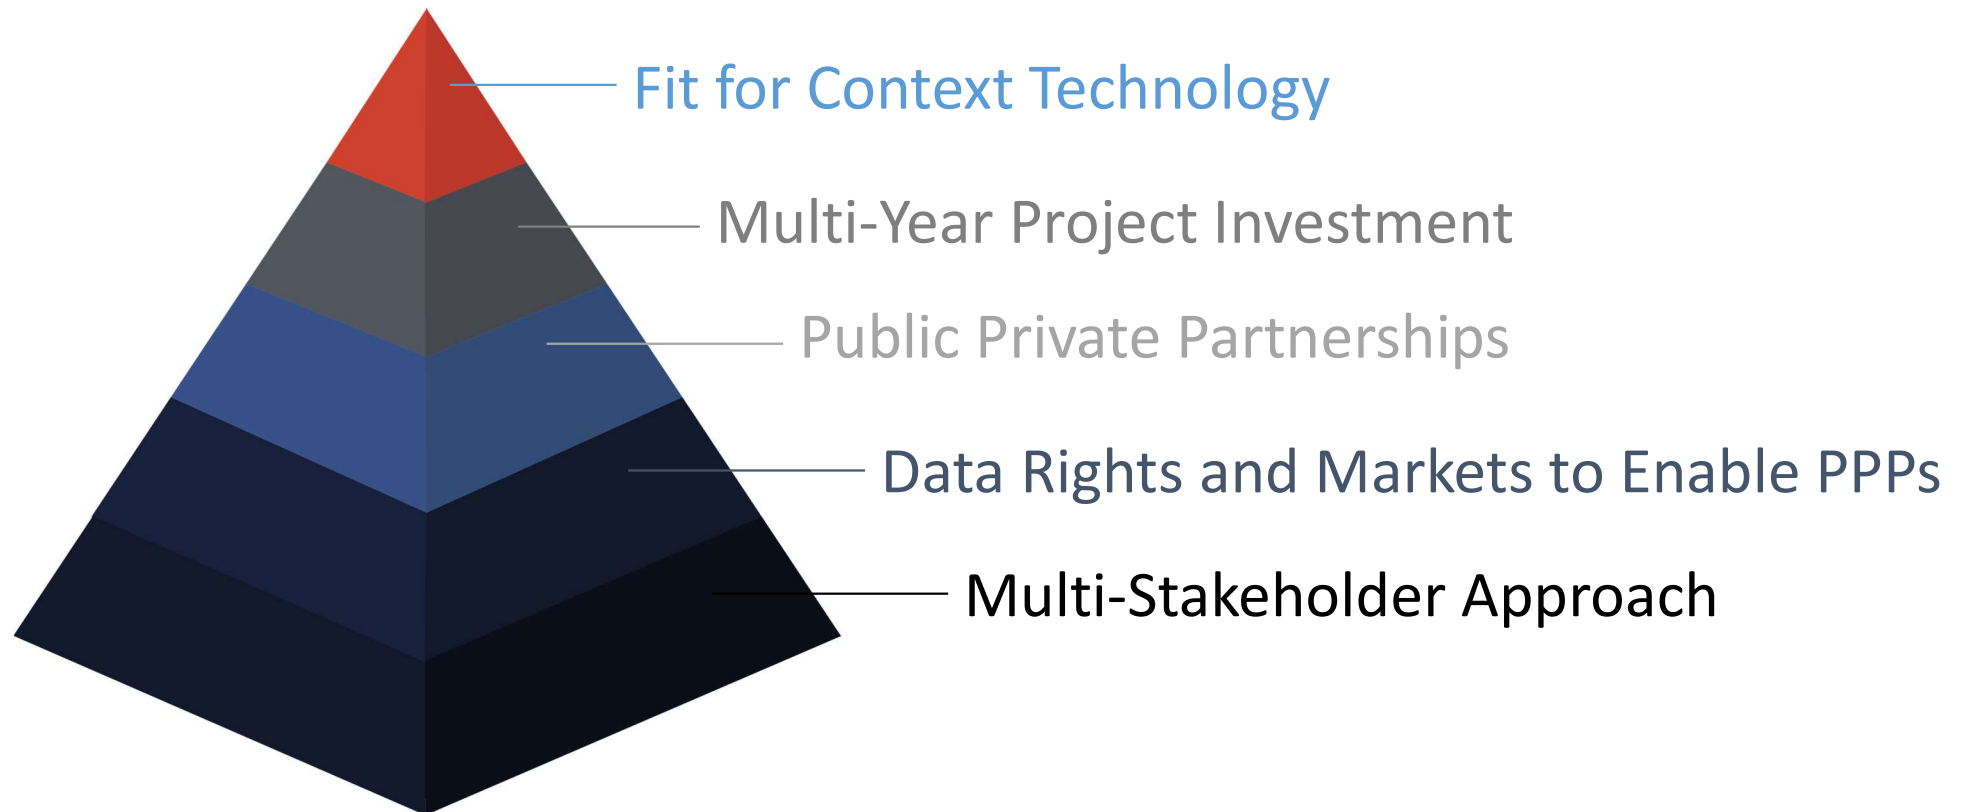 Fit for Context Technology
Multi-Year Project Investment
Public Private Partnerships
Data Rights and Markets to Enable PPPs
Multi-Stakeholder Approach